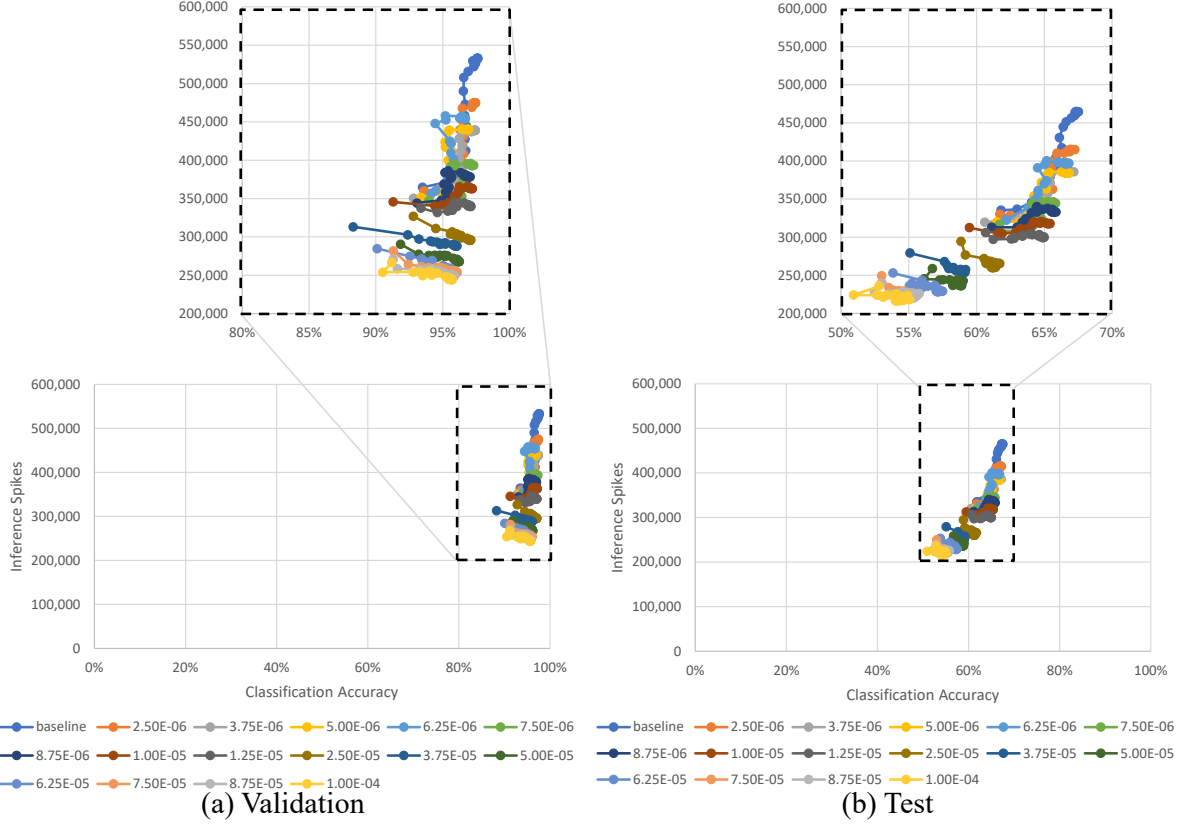 600,000
550,000
500,000
450,000
400,000
350,000
300,000
250,000
200,000
80% 85% 90% 95% 100%
600,000
550,000
500,000
450,000
400,000
350,000
300,000
250,000
200,000
50% 55% 60% 65% 70%
Inference Spikes
600,000
500,000
400,000
300,000
200,000
100,000
0
0% 20% 40% 60% 80% 100%
Classification Accuracy
Inference Spikes
600,000
500,000
400,000
300,000
200,000
100,000
0
0% 20% 40% 60% 80% 100%
Classification Accuracy
baseline 2.50E-06 3.75E-06 5.00E-06 6.25E-06 7.50E-06
8.75E-06 1.00E-05 1.25E-05 2.50E-05 3.75E-05 5.00E-05
6.25E-05 7.50E-05 8.75E-05 1.00E-04
(a) Validation
baseline 2.50E-06 3.75E-06 5.00E-06 6.25E-06 7.50E-06
8.75E-06 1.00E-05 1.25E-05 2.50E-05 3.75E-05 5.00E-05
6.25E-05 7.50E-05 8.75E-05 1.00E-04
(b) Test